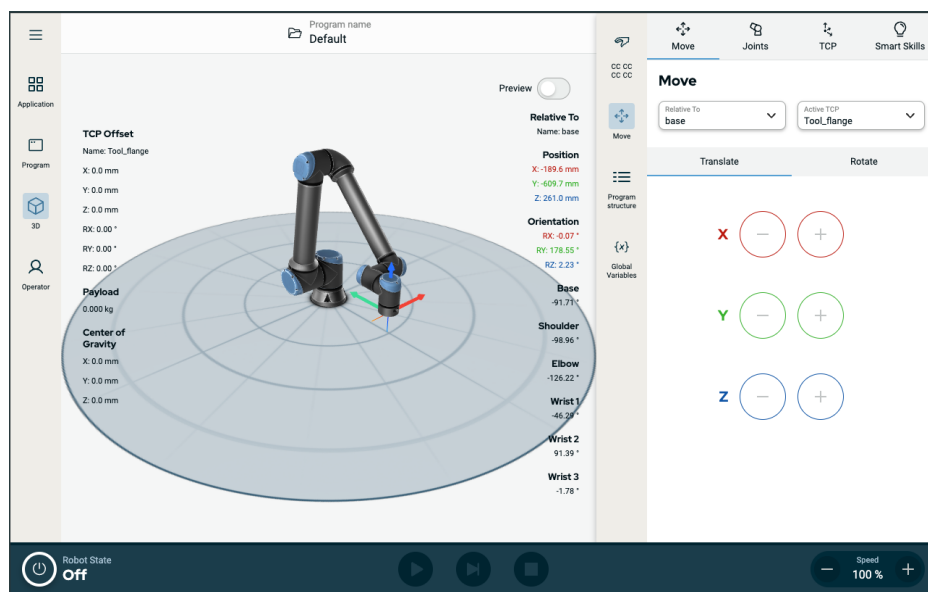 Program name
Default
Application
Program
3D
Operator
Preview
TCP Offset
Name: Tool_flange
X: 0.0 mm
Y: 0.0 mm
Z: 0.0 mm
RX: 0.00 °
RY: 0.00 °
RZ: 0.00 °
Payload
0.000 kg
Center of
Gravity
X: 0.0 mm
Y: 0.0 mm
Z: 0.0 mm
Relative To
Name: base
Position
X: -189.6 mm
Y: -609.7 mm
Z: 261.0 mm
Orientation
RX: -0.07 °
RY: 178.55 °
RZ: 2.23 °
Base
-91.71 °
Shoulder
-98.96 °
Elbow
-126.22 °
Wrist 1
-46.29 °
Wrist 2
91.39 °
Wrist 3
-1.78 °
CC CC
CC CC
Move
Program
structure
{x}
Global
Variables
Move
Joints
TCP
Smart Skills
Move
Relative To
base
Active TCP
Tool_flange
Translate
Rotate
X
Y
Z
Robot State
Off
Speed
100 %